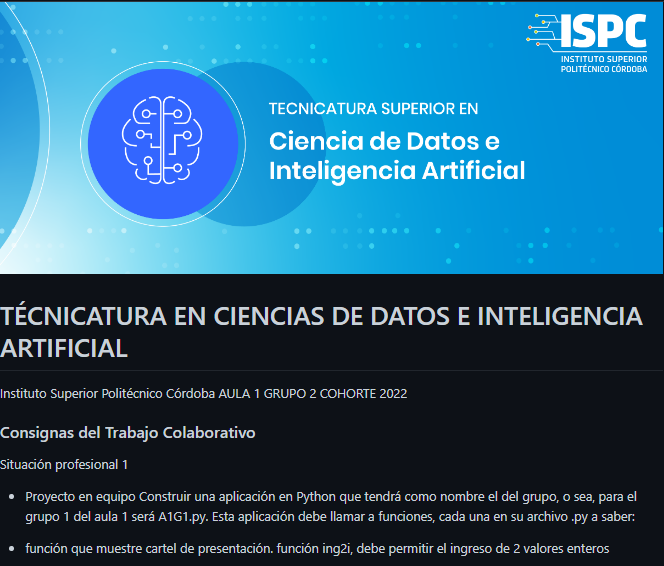 ISPC
INSTITUTO SUPERIOR
POLITÉCNICO CÓRDOBA
TECNICATURA SUPERIOR EN
Ciencia de Datos e
Inteligencia Artificial
TÉCNICATURA EN CIENCIAS DE DATOS E INTELIGENCIA
ARTIFICIAL
Instituto Superior Politécnico Córdoba AULA 1 GRUPO 2 COHORTE 2022
Consignas del Trabajo Colaborativo
Situación profesional 1
• Proyecto en equipo Construir una aplicación en Python que tendrá como nombre el del grupo, o sea, para el
grupo 1 del aula 1 será A1G1.py. Esta aplicación debe llamar a funciones, cada una en su archivo .py a saber:
• función que muestre cartel de presentación. función ing2i, debe permitir el ingreso de 2 valores enteros